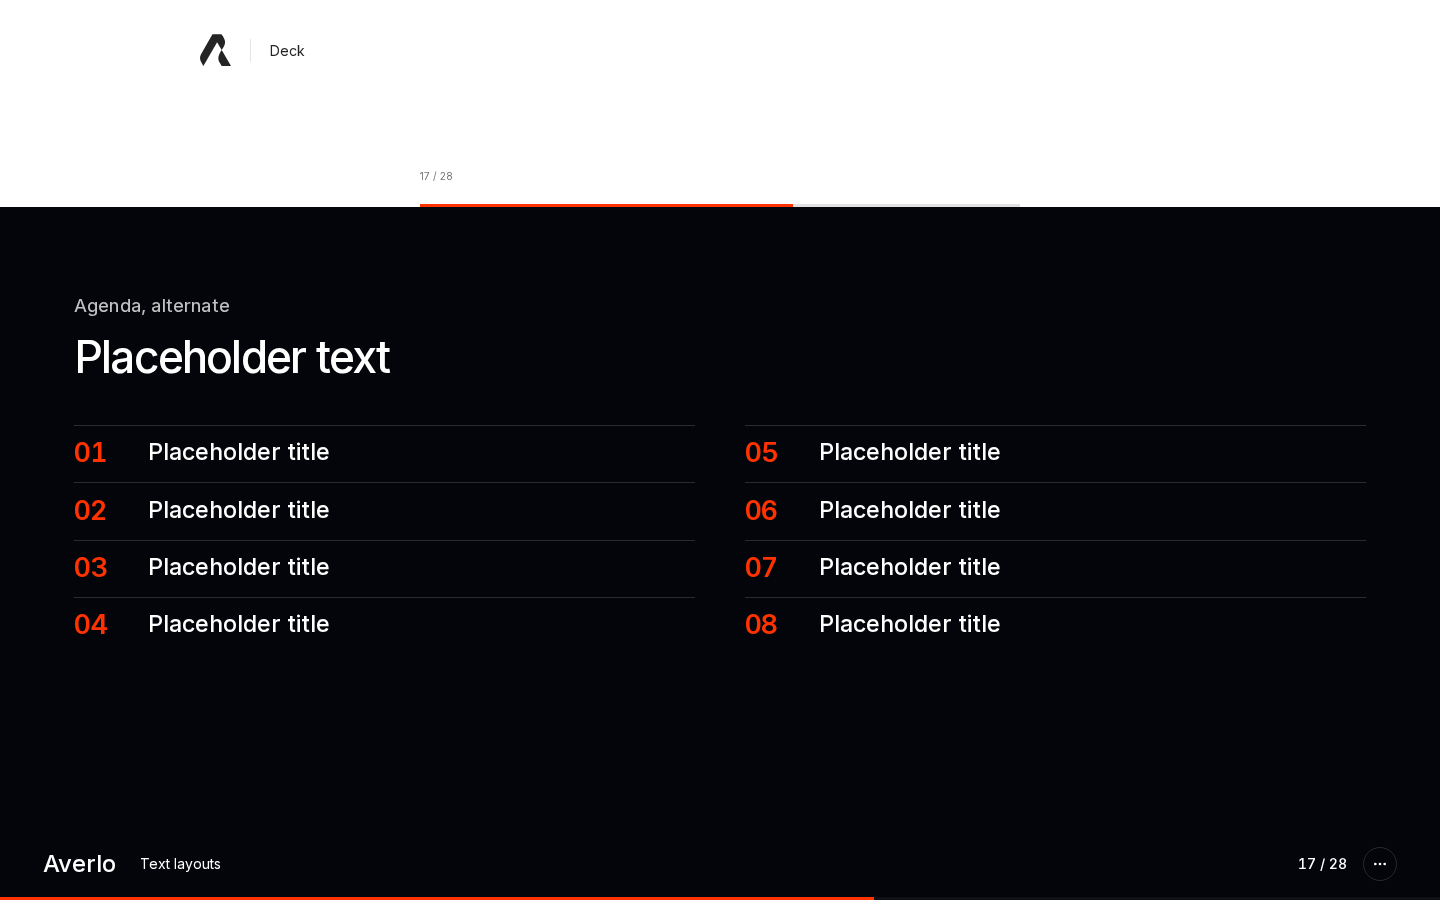 Deck
17 / 28
Agenda, alternate
Placeholder text
01 Placeholder title
02 Placeholder title
03 Placeholder title
04 Placeholder title
05 Placeholder title
06 Placeholder title
07 Placeholder title
08 Placeholder title
Averlo Text layouts 17 / 28